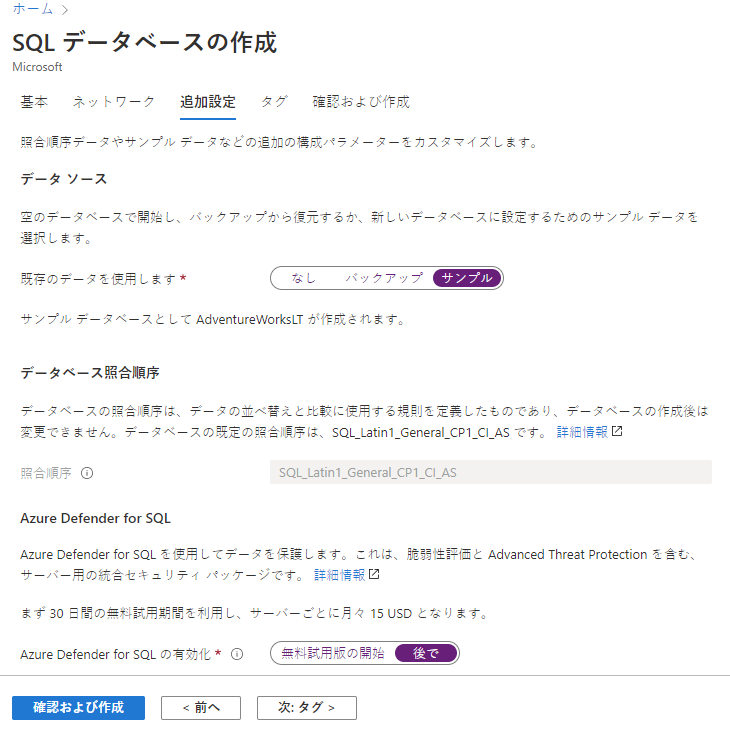 ホーム >
SQL データベースの作成
Microsoft
基本 ネットワーク 追加設定 タグ 確認および作成
照合順序データやサンプル データなどの追加の構成パラメーターをカスタマイズします。
データ ソース
空のデータベースで開始し、バックアップから復元するか、新しいデータベースに設定するためのサンプル データを
選択します。
既存のデータを使用します * なし バックアップ サンプル
サンプル データベースとして AdventureWorksLT が作成されます。
データベース照合順序
データベースの照合順序は、データの並べ替えと比較に使用する規則を定義したものであり、データベースの作成後は
変更できません。データベースの既定の照合順序は、SQL_Latin1_General_CP1_CI_AS です。 詳細情報
照合順序 SQL_Latin1_General_CP1_CI_AS
Azure Defender for SQL
Azure Defender for SQL を使用してデータを保護します。これは、脆弱性評価と Advanced Threat Protection を含む、
サーバー用の統合セキュリティ パッケージです。 詳細情報
まず 30 日間の無料試用期間を利用し、サーバーごとに月々 15 USD となります。
Azure Defender for SQL の有効化 * 無料試用版の開始 後で
確認および作成 < 前へ 次: タグ >